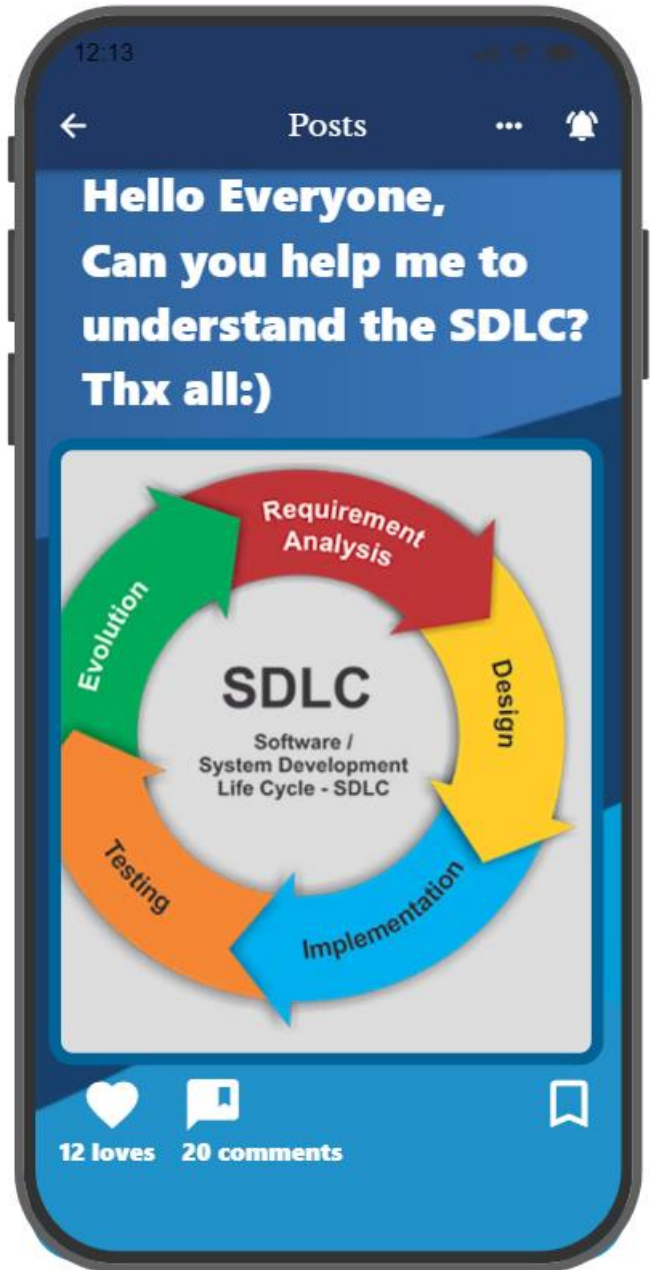 12:13
Posts
Hello Everyone,
Can you help me to
understand the SDLC?
Thx all:)
Requirement
Analysis
Design
Implementation
Testing
Evolution
SDLC
Software /
System Development
Life Cycle - SDLC
12 loves
20 comments